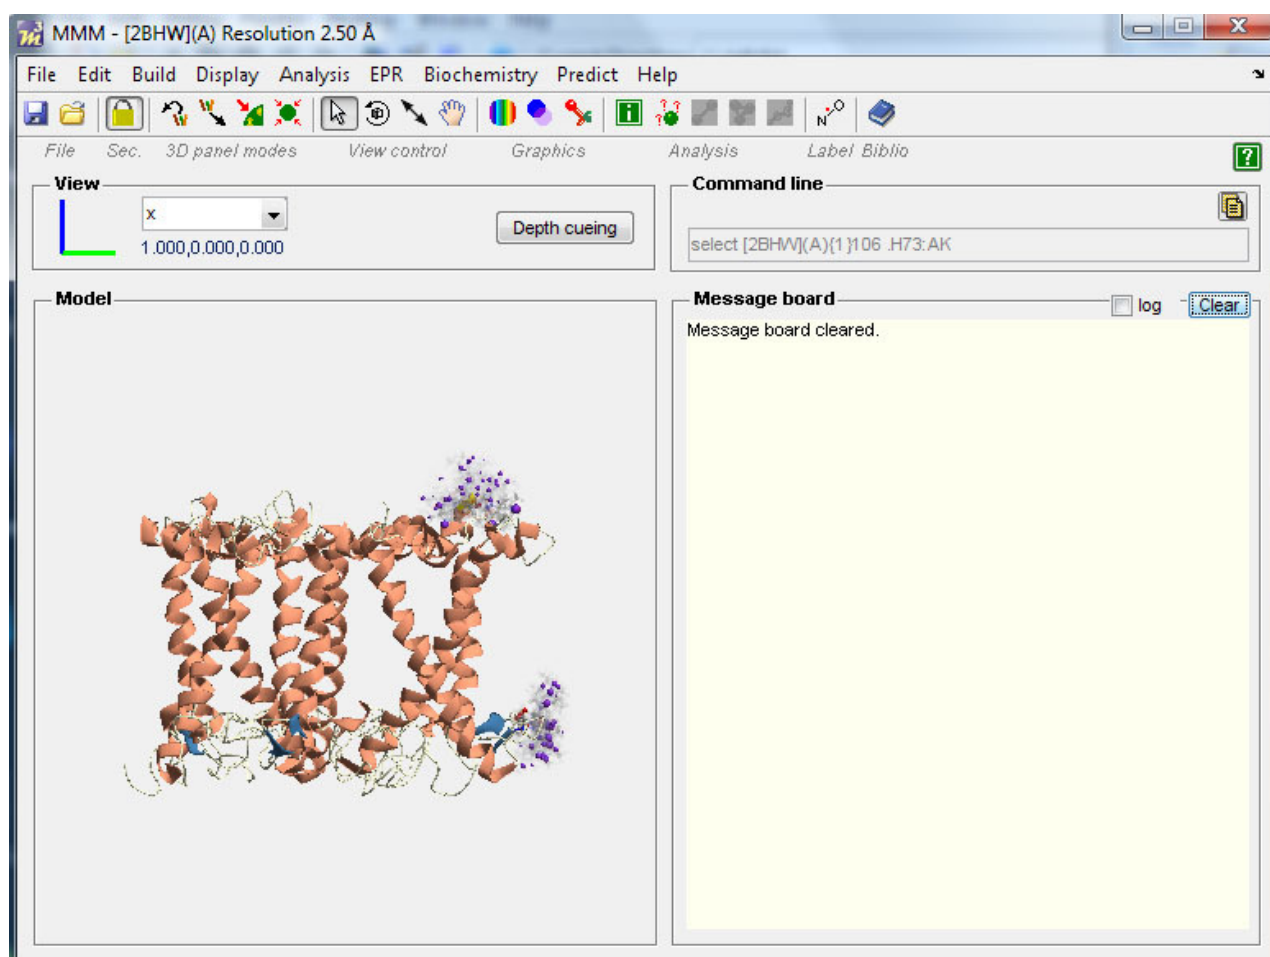 MMM - [2BHW](A) Resolution 2.50 Å
File Edit Build Display Analysis EPR Biochemistry Predict Help
File Sec. 3D panel modes View control Graphics Analysis Label Biblio
View
x
1.000,0.000,0.000
Depth cueing
Command line
select [2BHW](A){1}106 .H73:AK
Model
Message board
log
Clear
Message board cleared.